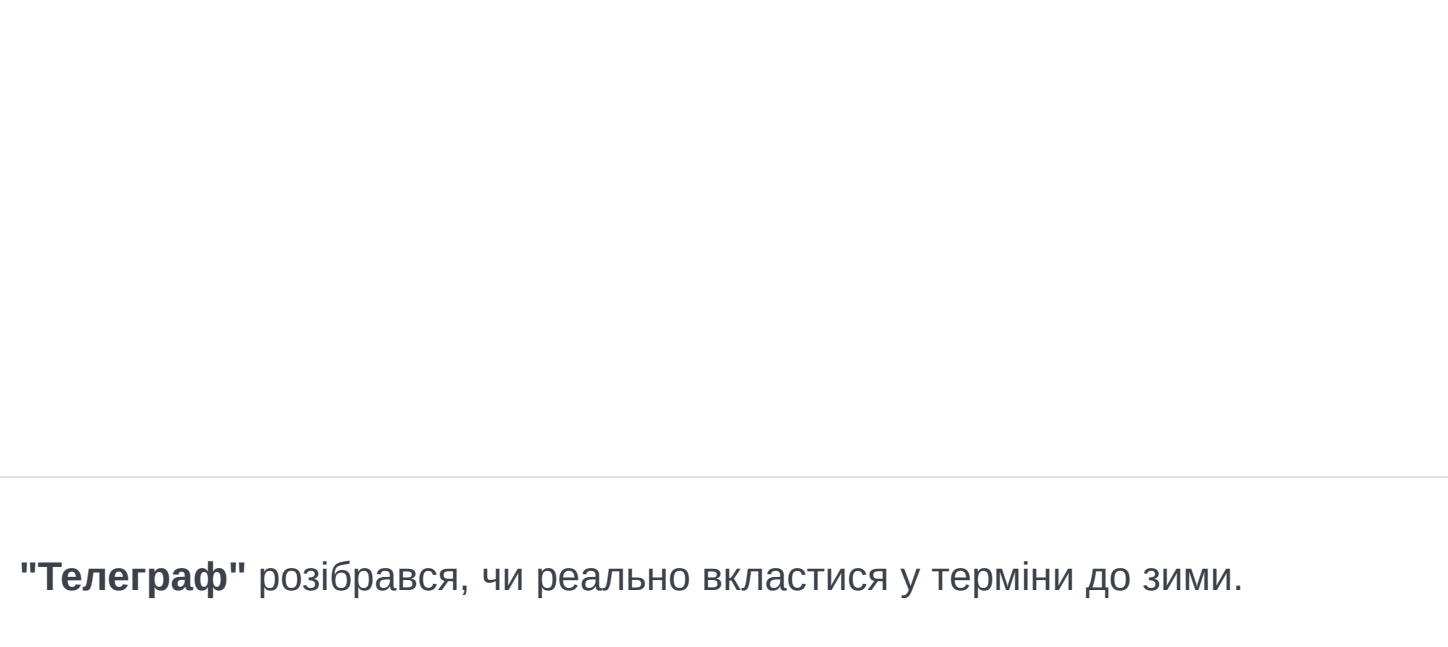 "Телеграф" розібрався, чи реально вкластися у терміни до зими.